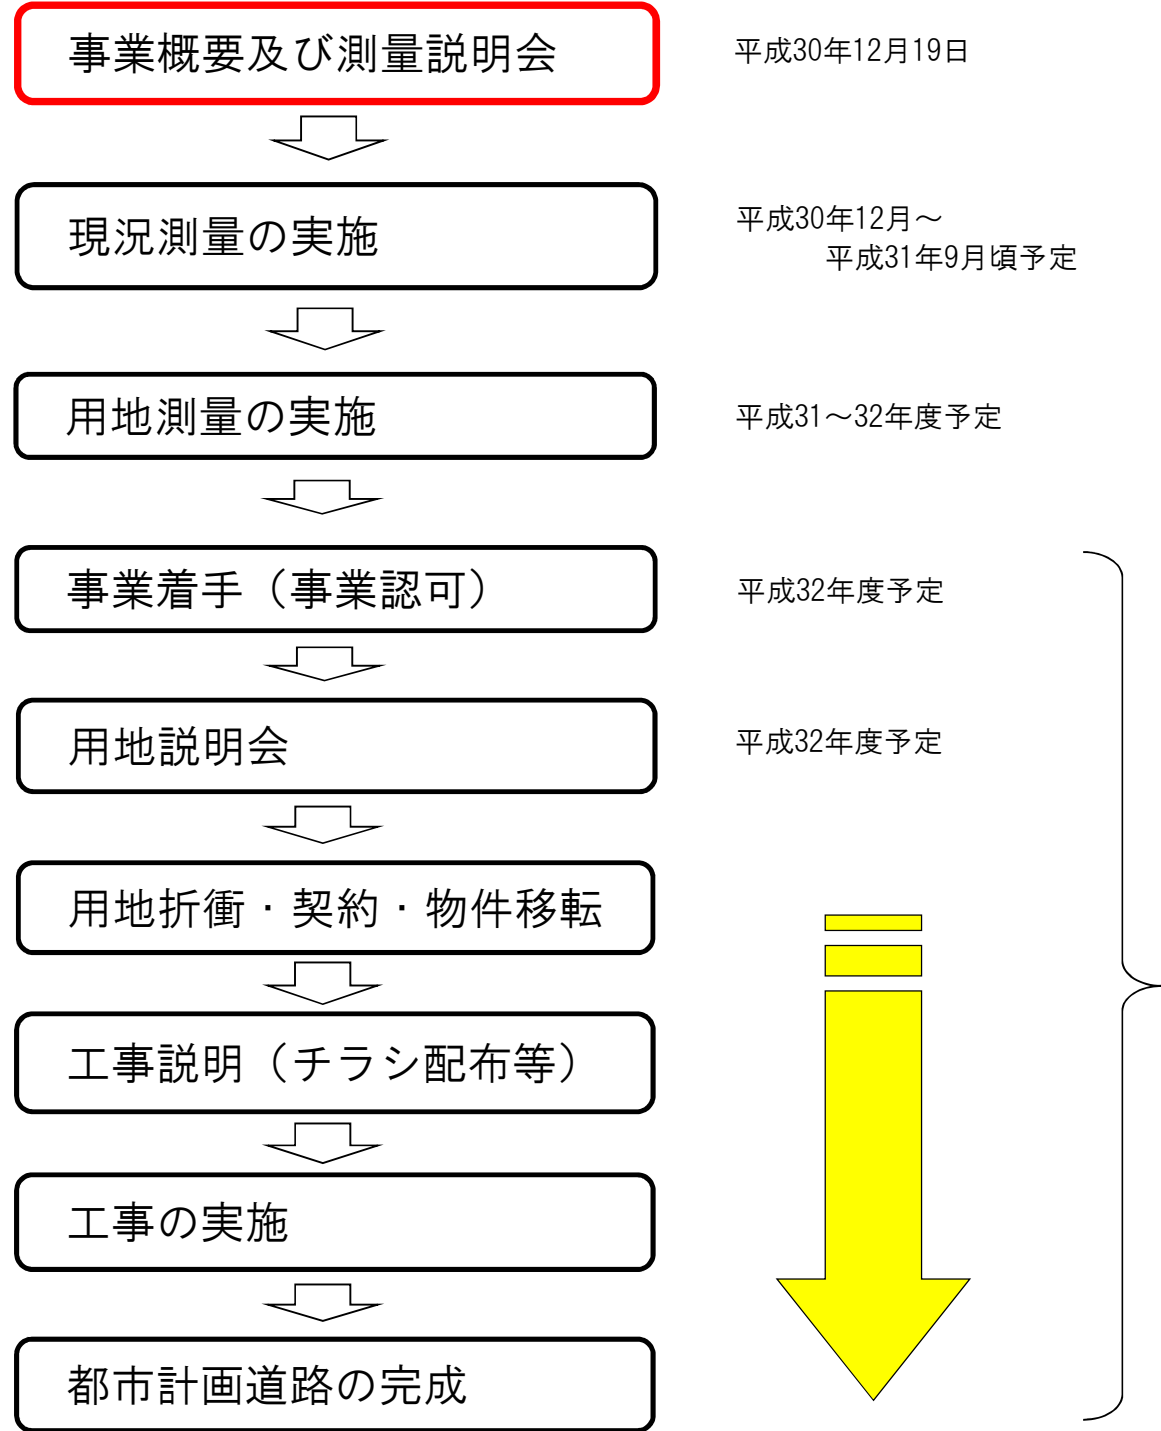 事業概要及び測量説明会
平成30年12月19日
現況測量の実施
平成30年12月～
平成31年9月頃予定
用地測量の実施
平成31～32年度予定
事業着手（事業認可）
平成32年度予定
用地説明会
平成32年度予定
用地折衝・契約・物件移転
工事説明（チラシ配布等）
工事の実施
都市計画道路の完成